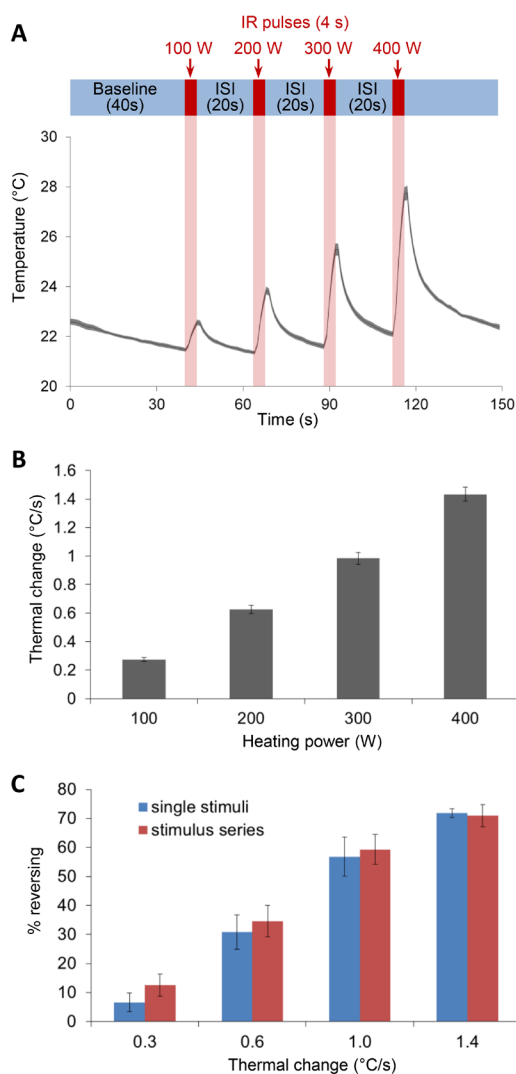 A
IR pulses (4 s)
100 W 200 W 300 W 400 W
Baseline (40s) ISI (20s) ISI (20s) ISI (20s)
30
28
26
24
22
20
Temperature (°C)
0 30 60 90 120 150
Time (s)
B
1.6
1.4
1.2
1
0.8
0.6
0.4
0.2
0
Thermal change (°C/s)
100 200 300 400
Heating power (W)
C
80
70
60
50
40
30
20
10
0
% reversing
single stimuli
stimulus series
0.3 0.6 1.0 1.4
Thermal change (°C/s)